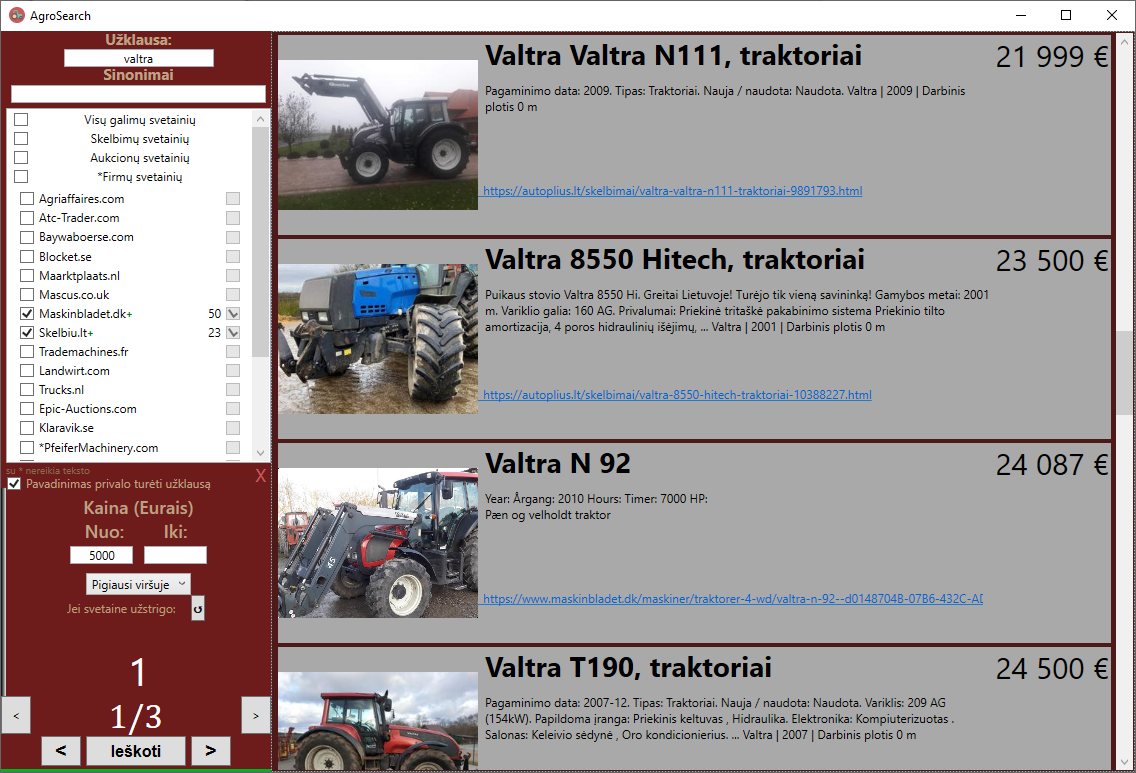 AgroSearch
Užklausa:
valtra
Sinonimai
Visų galimų svetainių
Skelbimų svetainių
Aukcionų svetainių
*Firmų svetainių
Agriaffaires.com
Atc-Trader.com
Baywaboerse.com
Blocket.se
Maarktplaats.nl
Mascus.co.uk
Maskinbladet.dk+ 50
Skelbiu.lt+ 23
Trademachines.fr
Landwirt.com
Trucks.nl
Epic-Auctions.com
Klaravik.se
*PfeiferMachinery.com
su * nereikia teksto
X
Pavadinimas privalo turėti užklausą
Kaina (Eurais)
Nuo: Iki:
5000
Pigiausi viršuje
Jei svetaine užstrigo: ↺
1
< 1/3 >
< Ieškoti >
Valtra Valtra N111, traktoriai 21 999 €
Pagaminimo data: 2009. Tipas: Traktoriai. Nauja / naudota: Naudota. Valtra | 2009 | Darbinis
plotis 0 m
https://autoplius.lt/skelbimai/valtra-valtra-n111-traktoriai-9891793.html
Valtra 8550 Hitech, traktoriai 23 500 €
Puikaus stovio Valtra 8550 Hi. Greitai Lietuvoje! Turėjo tik vieną savininką! Gamybos metai: 2001
m. Variklio galia: 160 AG. Privalumai: Priekinė tritaškė pakabinimo sistema Priekinio tilto
amortizacija, 4 poros hidraulinių išėjimų, ... Valtra | 2001 | Darbinis plotis 0 m
https://autoplius.lt/skelbimai/valtra-8550-hitech-traktoriai-10388227.html
Valtra N 92 24 087 €
Year: Årgang: 2010 Hours: Timer: 7000 HP:
Pæn og velholdt traktor
https://www.maskinbladet.dk/maskiner/traktorer-4-wd/valtra-n-92--d0148704B-07B6-432C-AD
Valtra T190, traktoriai 24 500 €
Pagaminimo data: 2007-12. Tipas: Traktoriai. Nauja / naudota: Naudota. Variklis: 209 AG
(154kW). Papildoma įranga: Priekinis keltuvas , Hidraulika. Elektronika: Kompiuterizuotas .
Salonas: Keleivio sėdynė , Oro kondicionierius. ... Valtra | 2007 | Darbinis plotis 0 m